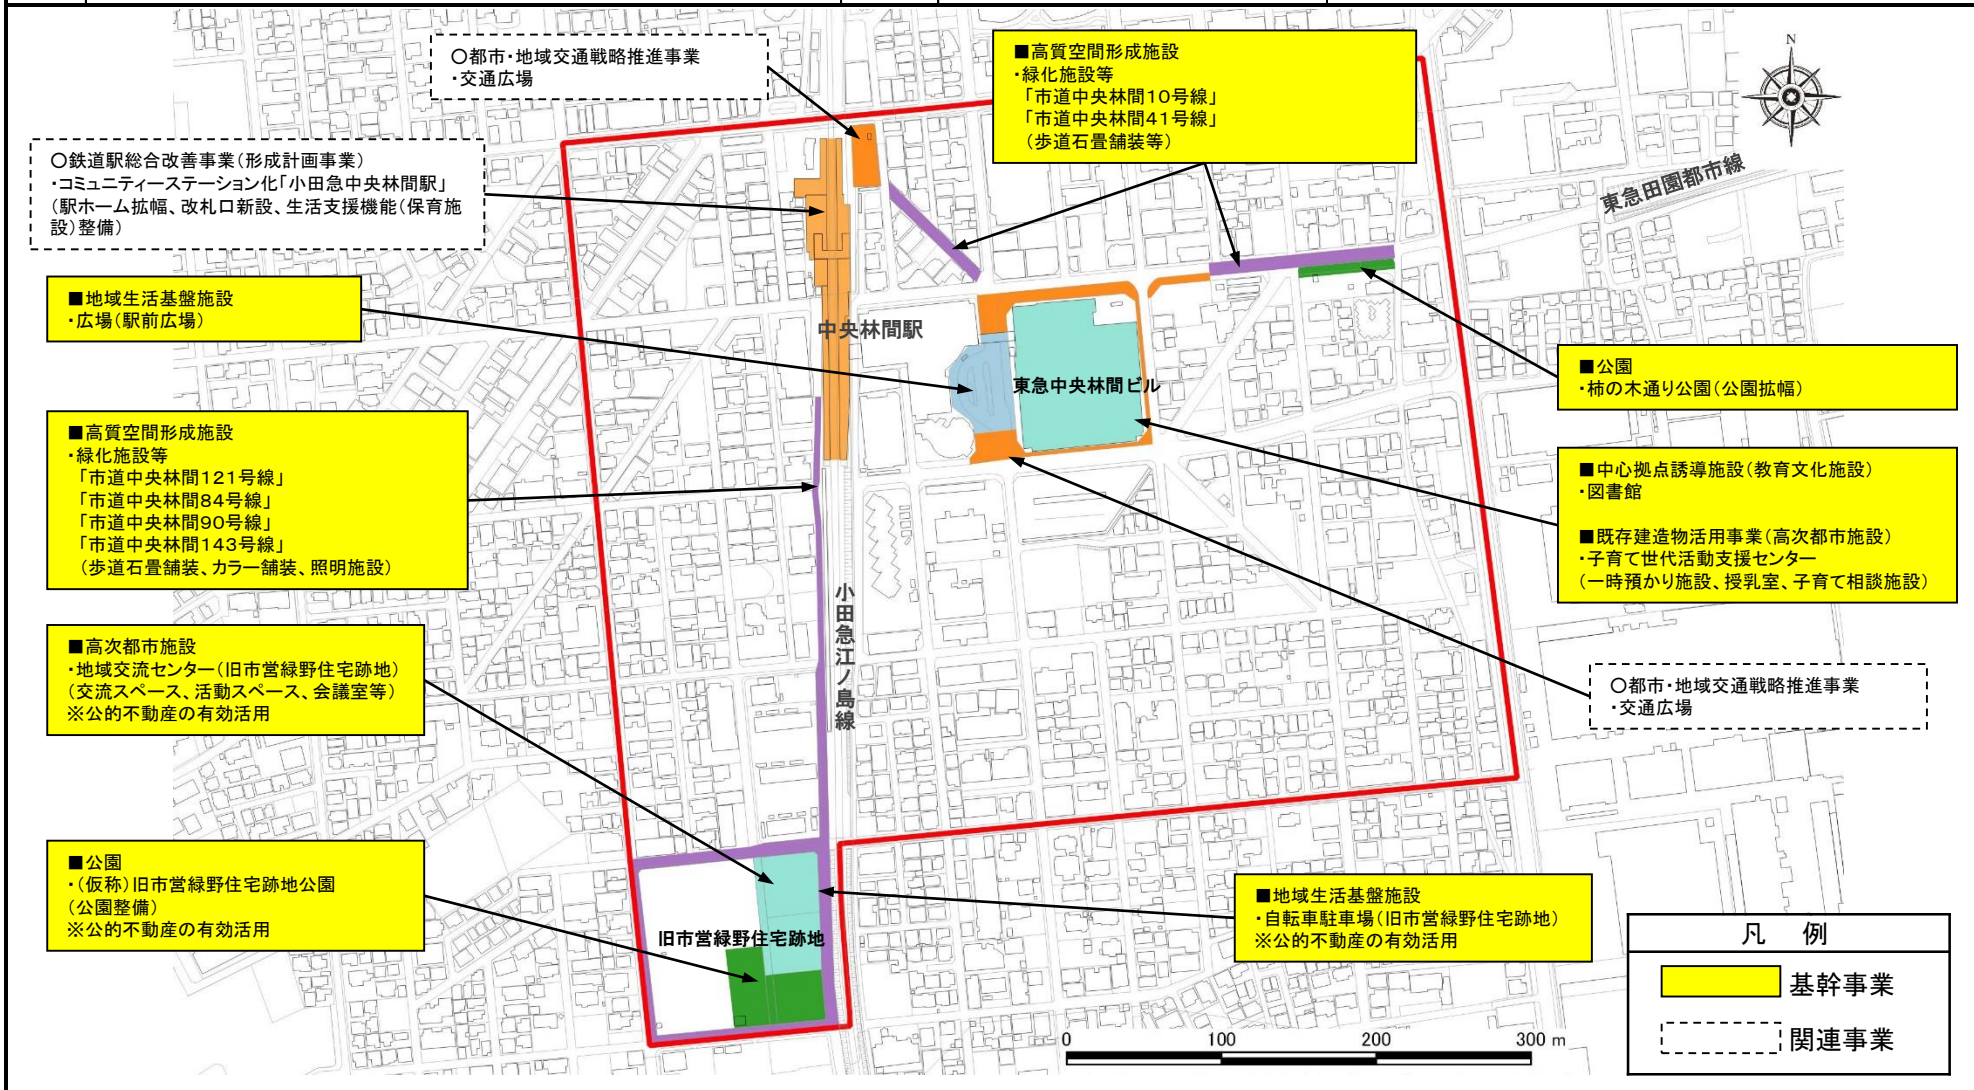 ○都市・地域交通戦略推進事業
・交通広場
■高質空間形成施設
・緑化施設等
「市道中央林間10号線」
「市道中央林間41号線」
(歩道石畳舗装等)
N
○鉄道駅総合改善事業(形成計画事業)
・コミュニティーステーション化「小田急中央林間駅」
(駅ホーム拡幅、改札口新設、生活支援機能(保育施
設)整備)
東急田園都市線
■地域生活基盤施設
・広場(駅前広場)
中央林間駅
東急中央林間ビル
■公園
・柿の木通り公園(公園拡幅)
■高質空間形成施設
・緑化施設等
「市道中央林間121号線」
「市道中央林間84号線」
「市道中央林間90号線」
「市道中央林間143号線」
(歩道石畳舗装、カラー舗装、照明施設)
■中心拠点誘導施設(教育文化施設)
・図書館
■既存建造物活用事業(高次都市施設)
・子育て世代活動支援センター
(一時預かり施設、授乳室、子育て相談施設)
小田急江ノ島線
■高次都市施設
・地域交流センター(旧市営緑野住宅跡地)
(交流スペース、活動スペース、会議室等)
※公的不動産の有効活用
○都市・地域交通戦略推進事業
・交通広場
■公園
・(仮称)旧市営緑野住宅跡地公園
(公園整備)
※公的不動産の有効活用
旧市営緑野住宅跡地
■地域生活基盤施設
・自転車駐車場(旧市営緑野住宅跡地)
※公的不動産の有効活用
凡 例
基幹事業
関連事業
0 100 200 300 m